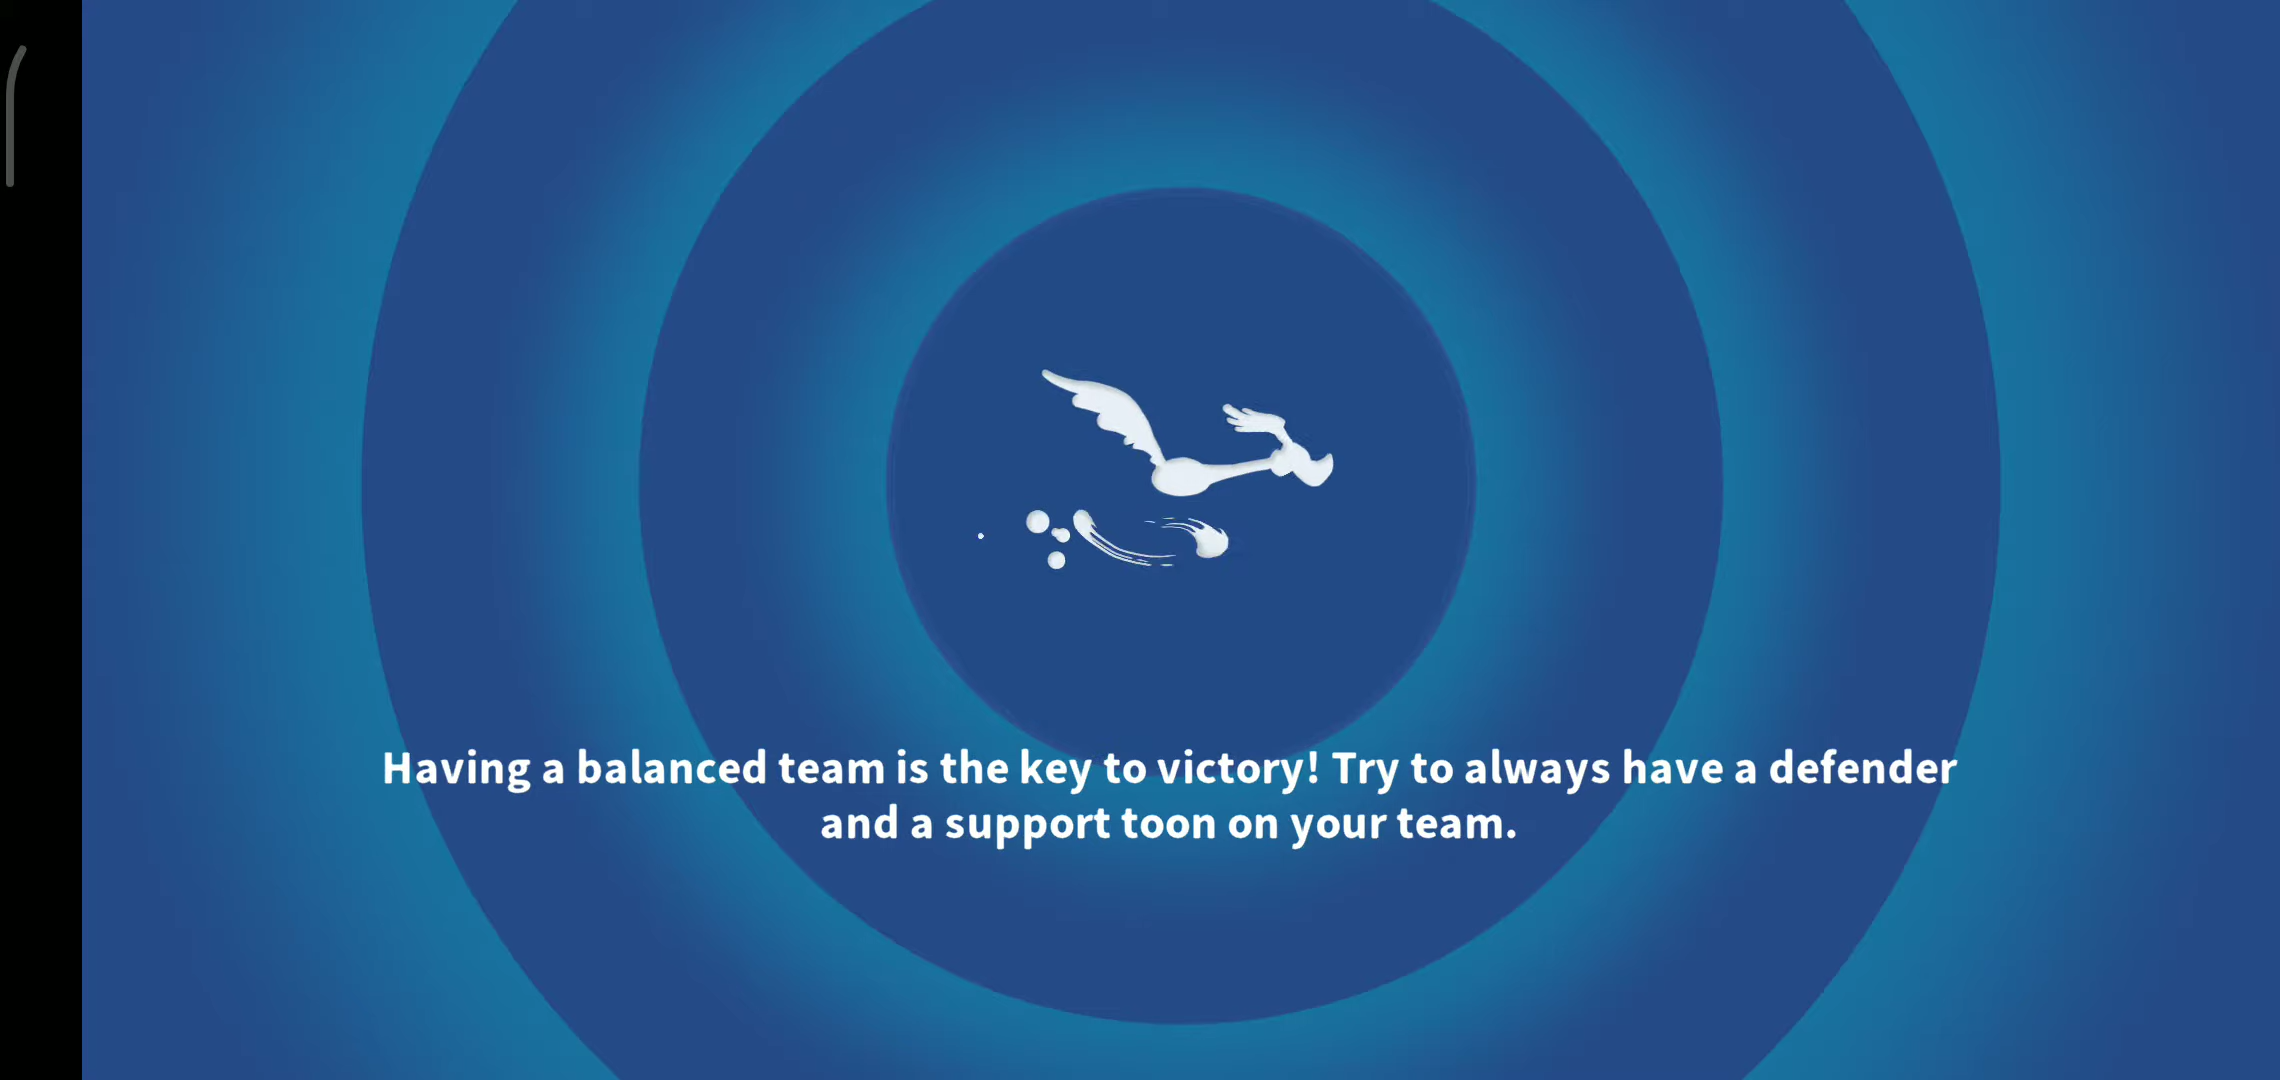 Having a balanced team is the key to victory! Try to always have a defender
and a support toon on your team.